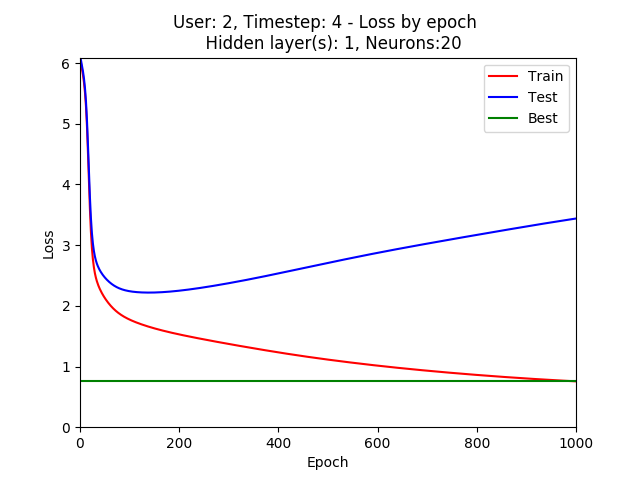 User: 2, Timestep: 4 - Loss by epoch
Hidden layer(s): 1, Neurons:20
6
5
4
3
2
1
0
Loss
Train
Test
Best
0 200 400 600 800 1000
Epoch